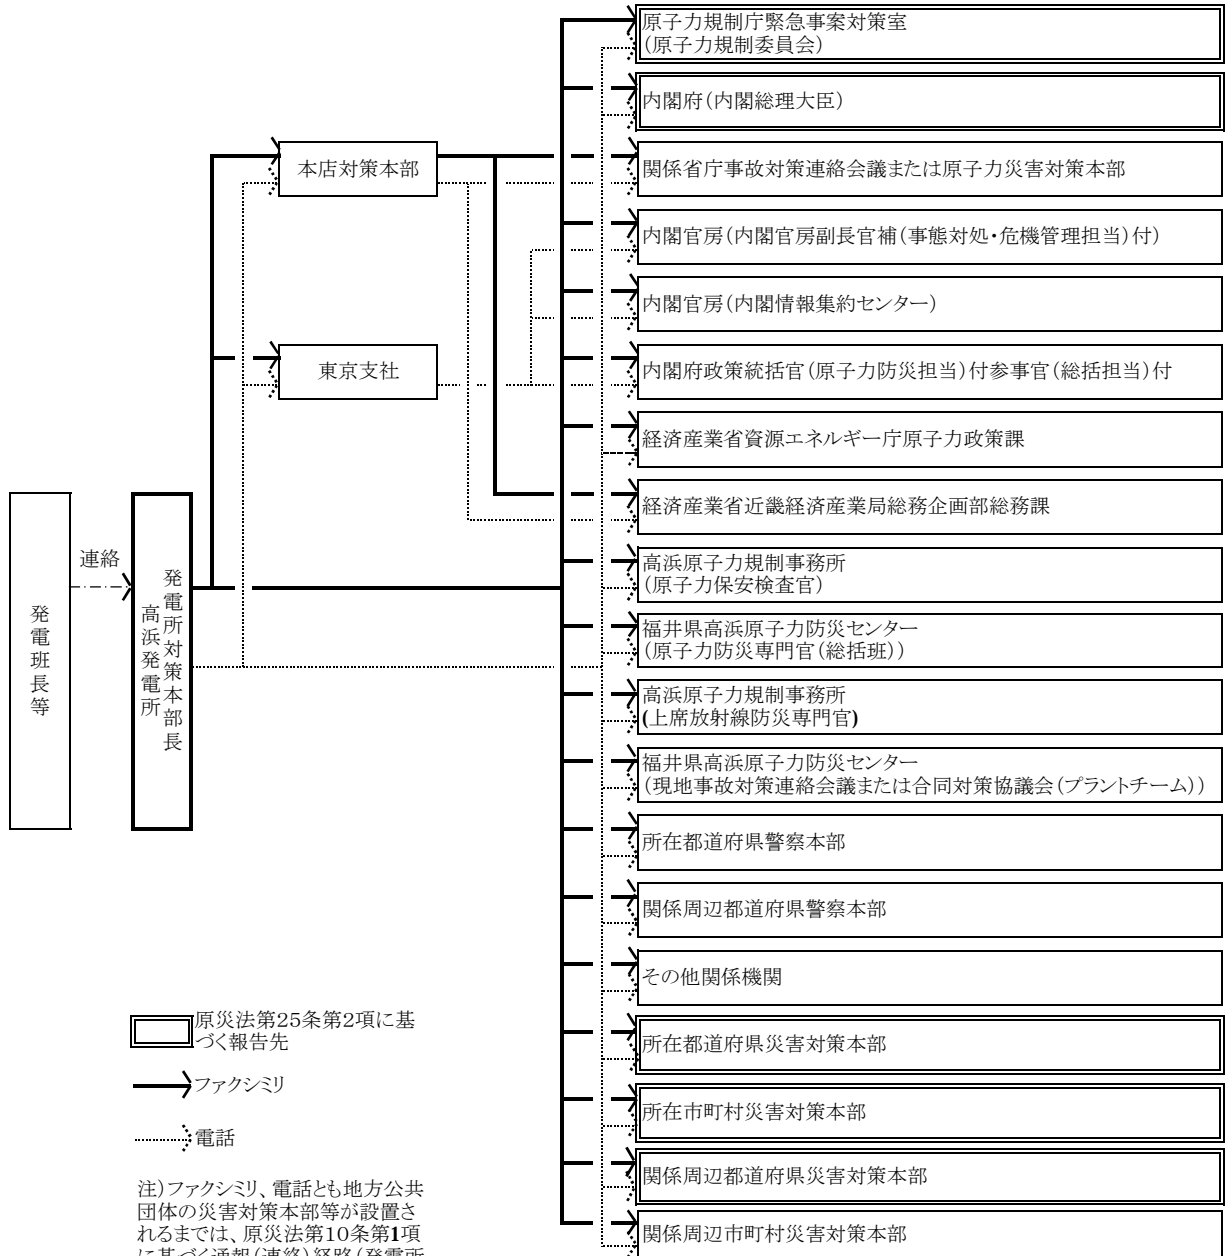 原子力規制庁緊急事案対策室
（原子力規制委員会）
内閣府（内閣総理大臣）
本店対策本部
関係省庁事故対策連絡会議または原子力災害対策本部
内閣官房（内閣官房副長官補（事態対処・危機管理担当）付）
内閣官房（内閣情報集約センター）
東京支社
内閣府政策統括官（原子力防災担当）付参事官（総括担当）付
経済産業省資源エネルギー庁原子力政策課
経済産業省近畿経済産業局総務企画部総務課
発電班長等
連絡
発電所対策本部長
高浜発電所
高浜原子力規制事務所
（原子力保安検査官）
福井県高浜原子力防災センター
（原子力防災専門官（総括班））
高浜原子力規制事務所
(上席放射線防災専門官)
福井県高浜原子力防災センター
（現地事故対策連絡会議または合同対策協議会（プラントチーム））
所在都道府県警察本部
関係周辺都道府県警察本部
その他関係機関
所在都道府県災害対策本部
所在市町村災害対策本部
関係周辺都道府県災害対策本部
関係周辺市町村災害対策本部
原災法第25条第2項に基
づく報告先
ファクシミリ
電話
注）ファクシミリ、電話とも地方公共
団体の災害対策本部等が設置さ
れるまでは、原災法第10条第1項
に基づく通報（連絡）経路（発電所